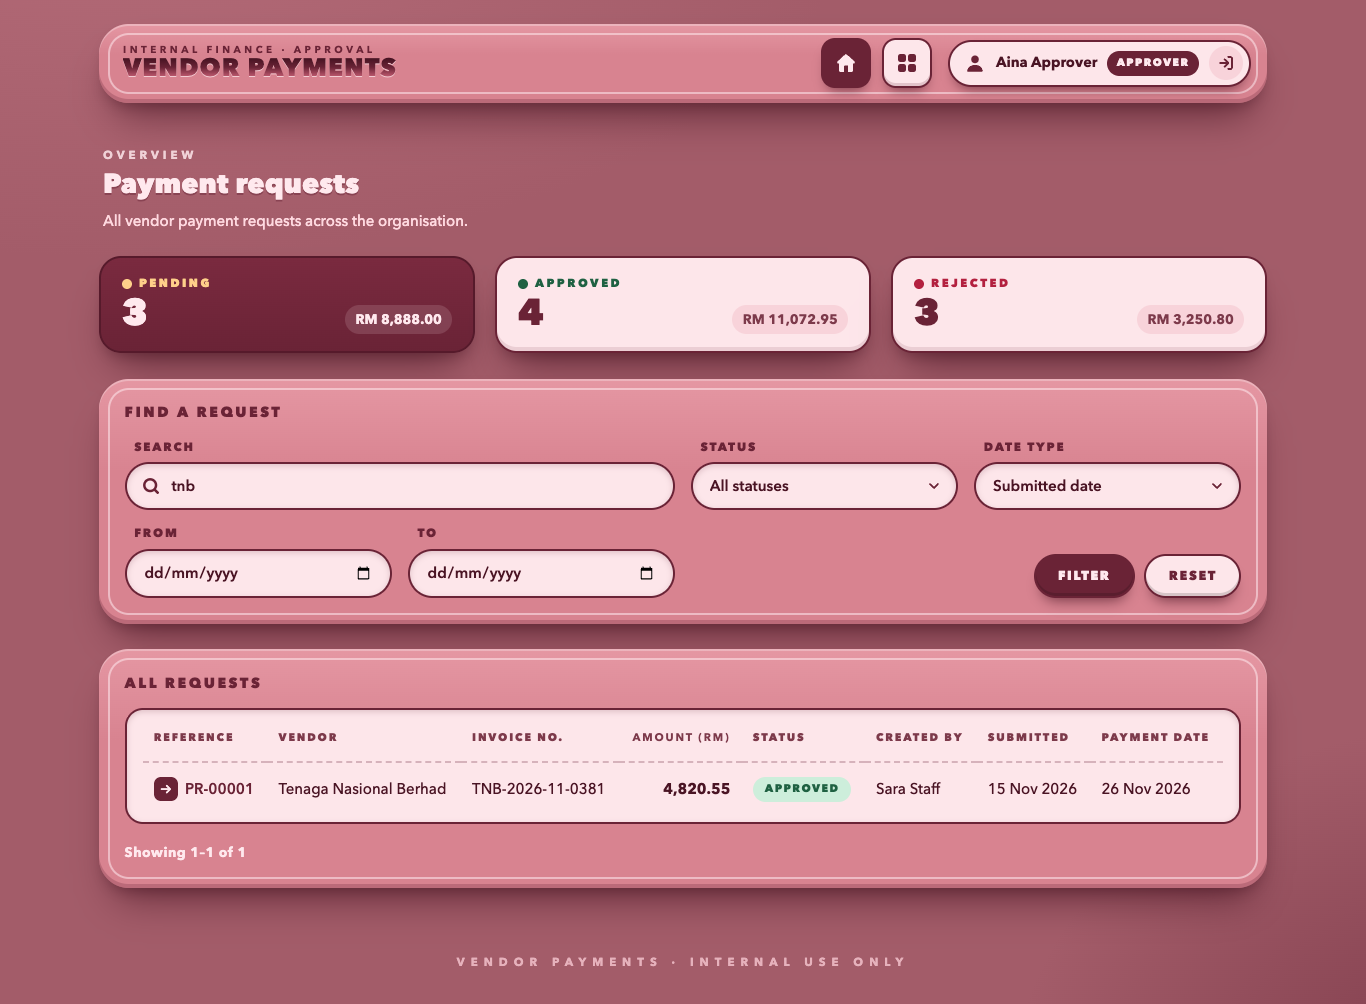 INTERNAL FINANCE · APPROVAL
VENDOR PAYMENTS
Aina Approver APPROVER
OVERVIEW
Payment requests
All vendor payment requests across the organisation.
PENDING
3
RM 8,888.00
APPROVED
4
RM 11,072.95
REJECTED
3
RM 3,250.80
FIND A REQUEST
SEARCH STATUS DATE TYPE
tnb All statuses Submitted date
FROM TO
dd/mm/yyyy dd/mm/yyyy FILTER RESET
ALL REQUESTS
REFERENCE VENDOR INVOICE NO. AMOUNT (RM) STATUS CREATED BY SUBMITTED PAYMENT DATE
PR-00001 Tenaga Nasional Berhad TNB-2026-11-0381 4,820.55 APPROVED Sara Staff 15 Nov 2026 26 Nov 2026
Showing 1–1 of 1
VENDOR PAYMENTS · INTERNAL USE ONLY